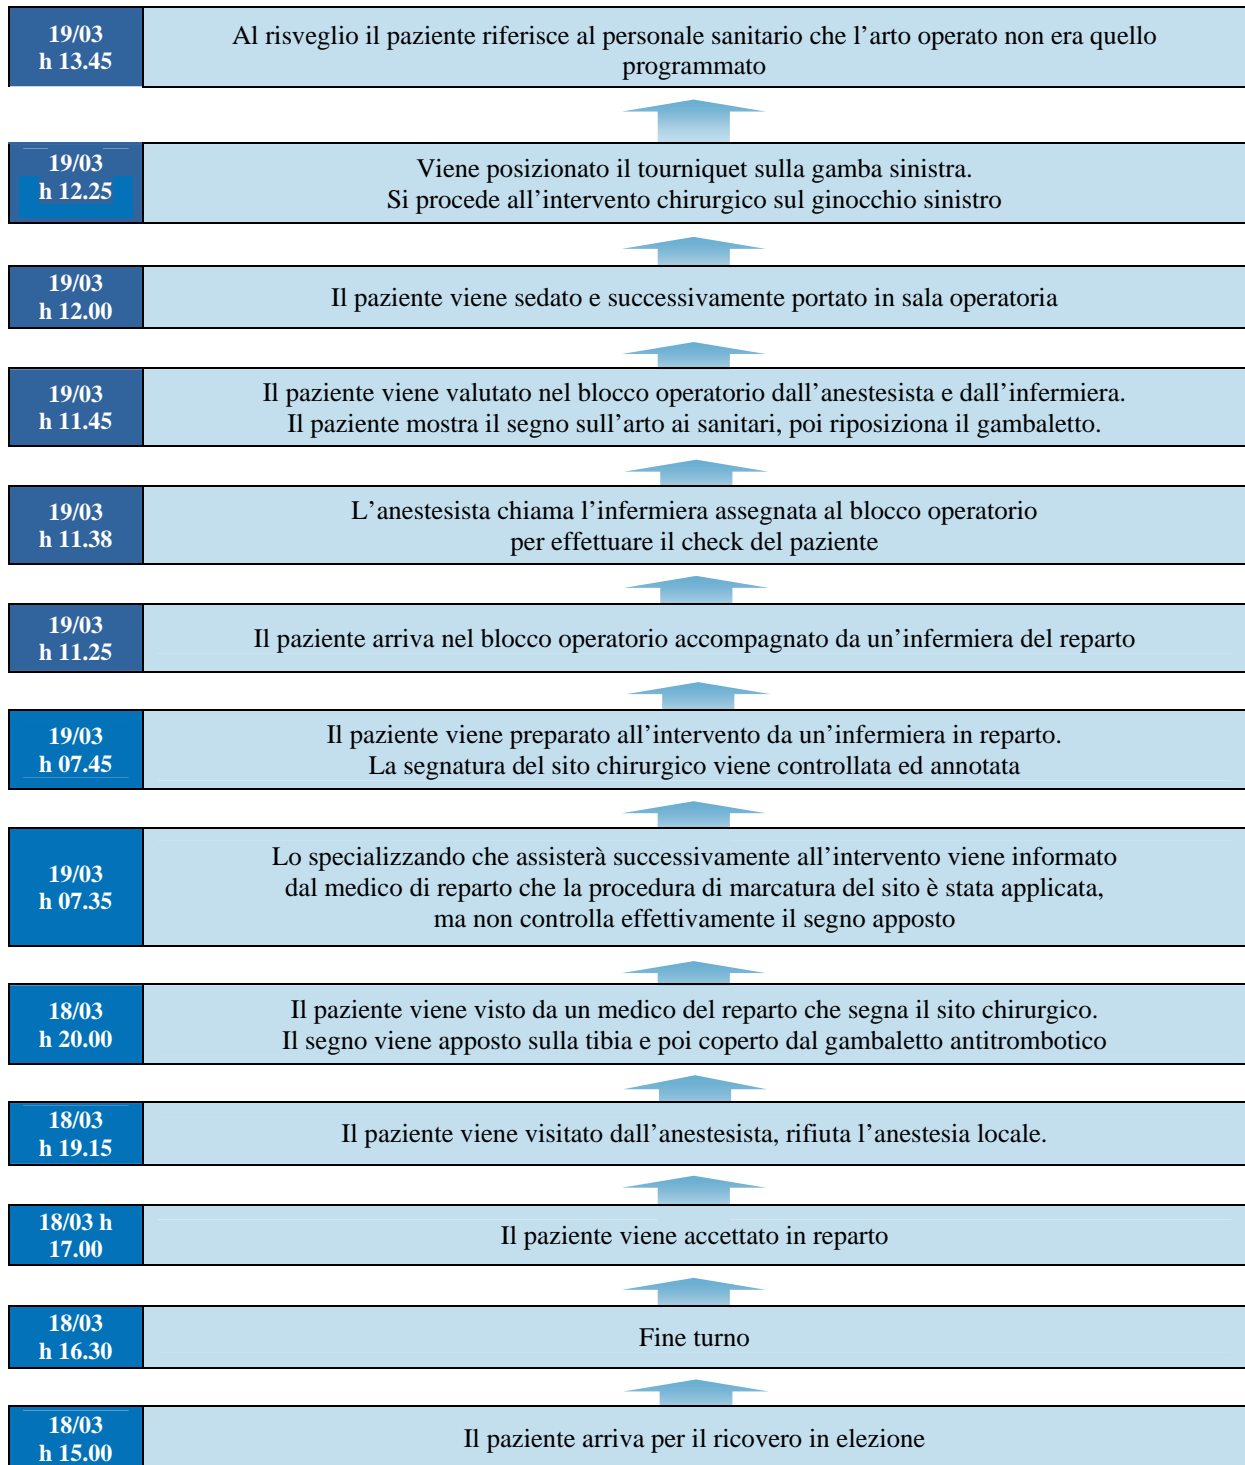 19/03
h 13.45
Al risveglio il paziente riferisce al personale sanitario che l’arto operato non era quello
programmato
19/03
h 12.25
Viene posizionato il tourniquet sulla gamba sinistra.
Si procede all’intervento chirurgico sul ginocchio sinistro
19/03
h 12.00
Il paziente viene sedato e successivamente portato in sala operatoria
19/03
h 11.45
Il paziente viene valutato nel blocco operatorio dall’anestesista e dall’infermiera.
Il paziente mostra il segno sull’arto ai sanitari, poi riposiziona il gambaletto.
19/03
h 11.38
L’anestesista chiama l’infermiera assegnata al blocco operatorio
per effettuare il check del paziente
19/03
h 11.25
Il paziente arriva nel blocco operatorio accompagnato da un’infermiera del reparto
19/03
h 07.45
Il paziente viene preparato all’intervento da un’infermiera in reparto.
La segnatura del sito chirurgico viene controllata ed annotata
19/03
h 07.35
Lo specializzando che assisterà successivamente all’intervento viene informato
dal medico di reparto che la procedura di marcatura del sito è stata applicata,
ma non controlla effettivamente il segno apposto
18/03
h 20.00
Il paziente viene visto da un medico del reparto che segna il sito chirurgico.
Il segno viene apposto sulla tibia e poi coperto dal gambaletto antitrombotico
18/03
h 19.15
Il paziente viene visitato dall’anestesista, rifiuta l’anestesia locale.
18/03 h
17.00
Il paziente viene accettato in reparto
18/03
h 16.30
Fine turno
18/03
h 15.00
Il paziente arriva per il ricovero in elezione